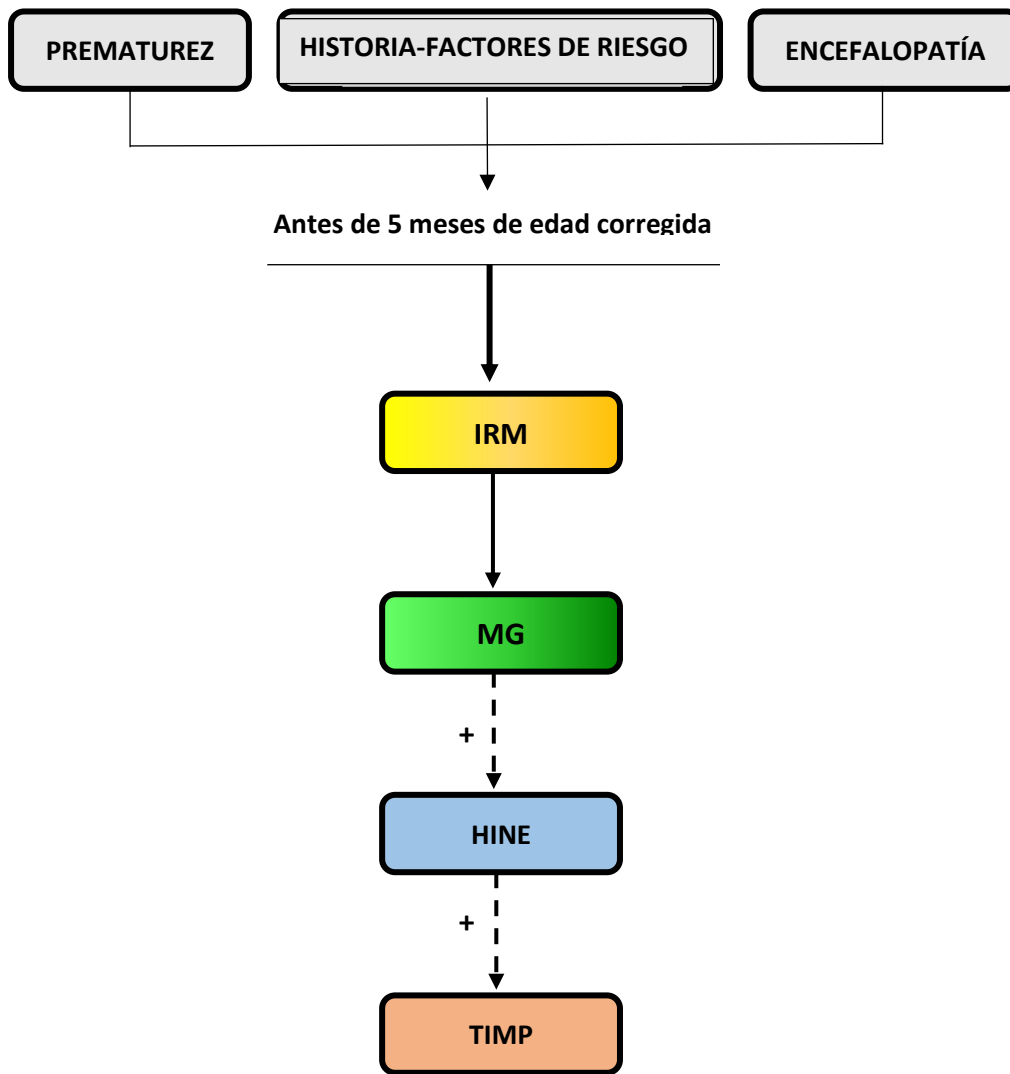 PREMATUREZ
HISTORIA-FACTORES DE RIESGO
ENCEFALOPATÍA
Antes de 5 meses de edad corregida
IRM
MG
+
HINE
+
TIMP